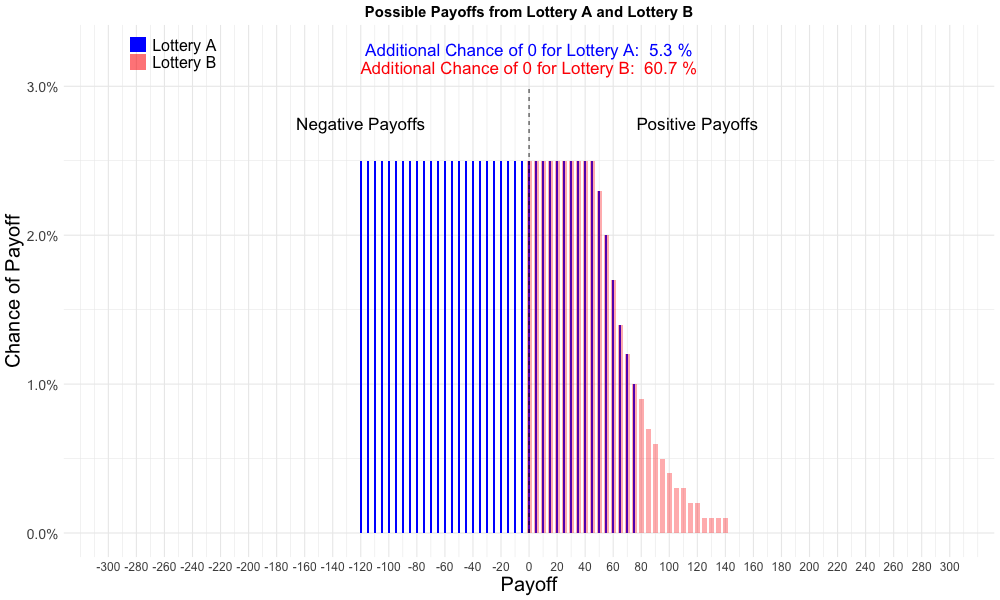 Possible Payoffs from Lottery A and Lottery B
Lottery A
Lottery B
Additional Chance of 0 for Lottery A:  5.3 %
Additional Chance of 0 for Lottery B:  60.7 %
Negative Payoffs
Positive Payoffs
Chance of Payoff
3.0%
2.0%
1.0%
0.0%
-300 -280 -260 -240 -220 -200 -180 -160 -140 -120 -100 -80 -60 -40 -20 0 20 40 60 80 100 120 140 160 180 200 220 240 260 280 300
Payoff